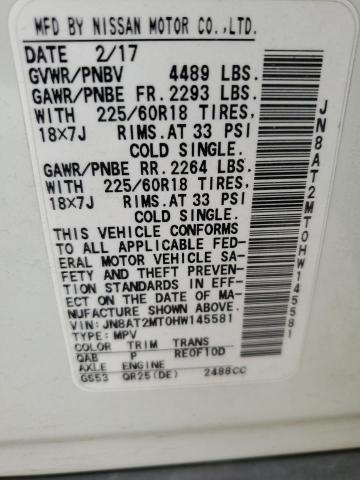 MFD BY NISSAN MOTOR CO.,LTD.
DATE 2/17
GVWR/PNBV 4489 LBS.
GAWR/PNBE FR. 2293 LBS.
WITH 225/60R18 TIRES,
18X7J RIMS.AT 33 PSI
COLD SINGLE.
GAWR/PNBE RR. 2264 LBS.
WITH 225/60R18 TIRES,
18X7J RIMS.AT 33 PSI
COLD SINGLE.
THIS VEHICLE CONFORMS
TO ALL APPLICABLE FED-
ERAL MOTOR VEHICLE SA-
FETY AND THEFT PREVEN-
TION STANDARDS IN EFF-
ECT ON THE DATE OF MA-
NUFACTURE SHOWN ABOVE.
VIN:JN8AT2MT0HW145581
TYPE:MPV
COLOR TRIM TRANS
QAB P RE0F10D
AXLE ENGINE
GS53 QR25(DE) 2488CC
JN8AT2MT0HW145581